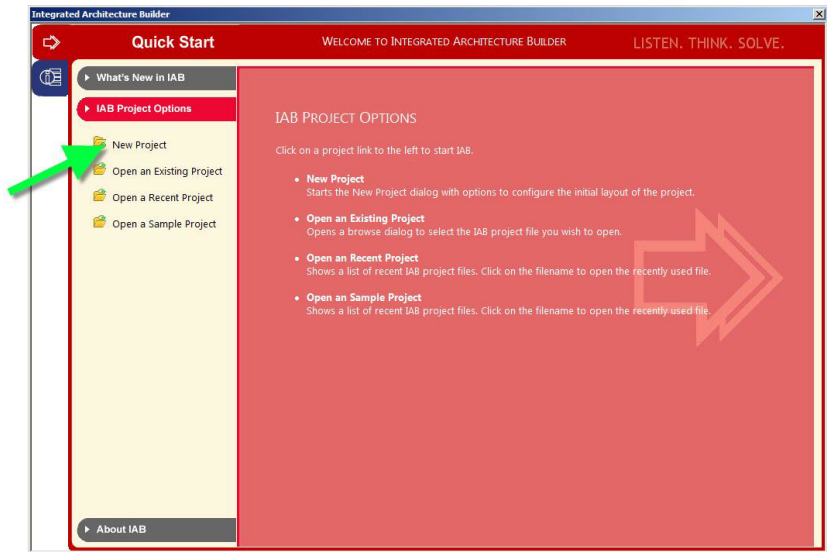 Integrated Architecture Builder
Quick Start
WELCOME TO INTEGRATED ARCHITECTURE BUILDER
LISTEN. THINK. SOLVE.
What's New in IAB
IAB Project Options
New Project
Open an Existing Project
Open a Recent Project
Open a Sample Project
About IAB
IAB PROJECT OPTIONS
Click on a project link to the left to start IAB.
• New Project
Starts the New Project dialog with options to configure the initial layout of the project.
• Open an Existing Project
Opens a browse dialog to select the IAB project file you wish to open.
• Open an Recent Project
Shows a list of recent IAB project files. Click on the filename to open the recently used file.
• Open an Sample Project
Shows a list of recent IAB project files. Click on the filename to open the recently used file.